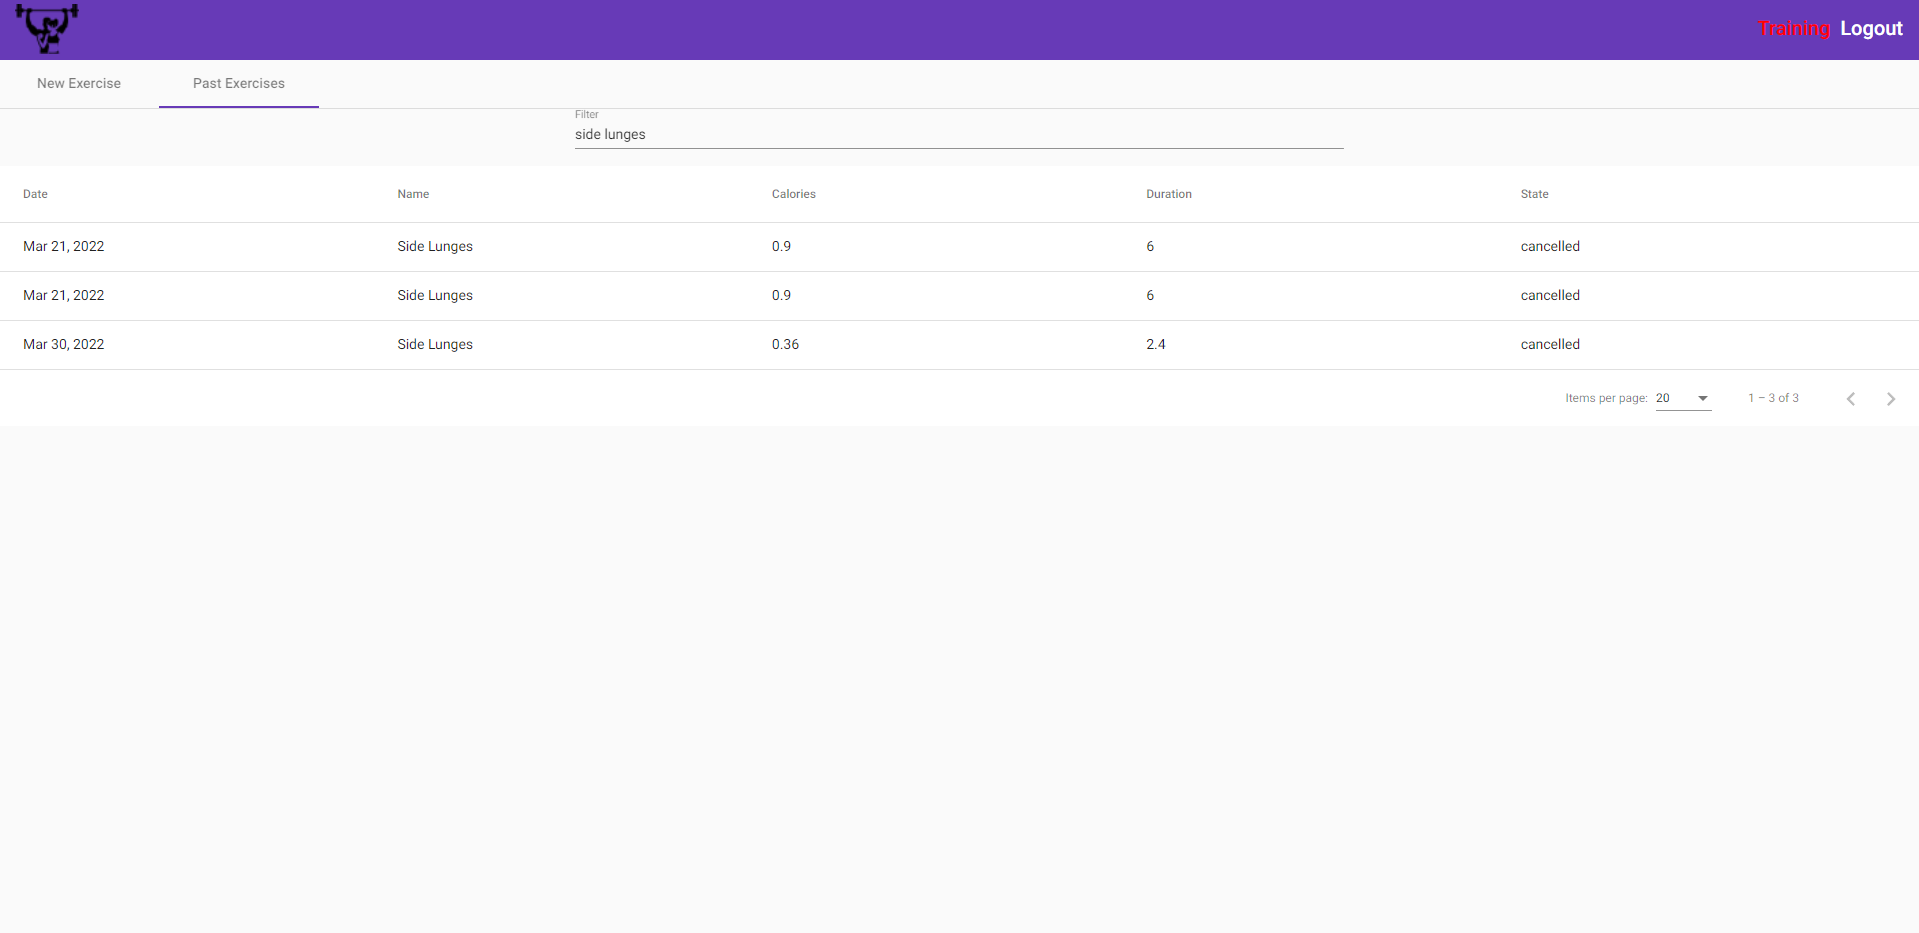 Training Logout
New Exercise Past Exercises
Filter
side lunges
Date Name Calories Duration State
Mar 21, 2022 Side Lunges 0.9 6 cancelled
Mar 21, 2022 Side Lunges 0.9 6 cancelled
Mar 30, 2022 Side Lunges 0.36 2.4 cancelled
Items per page: 20 1 – 3 of 3